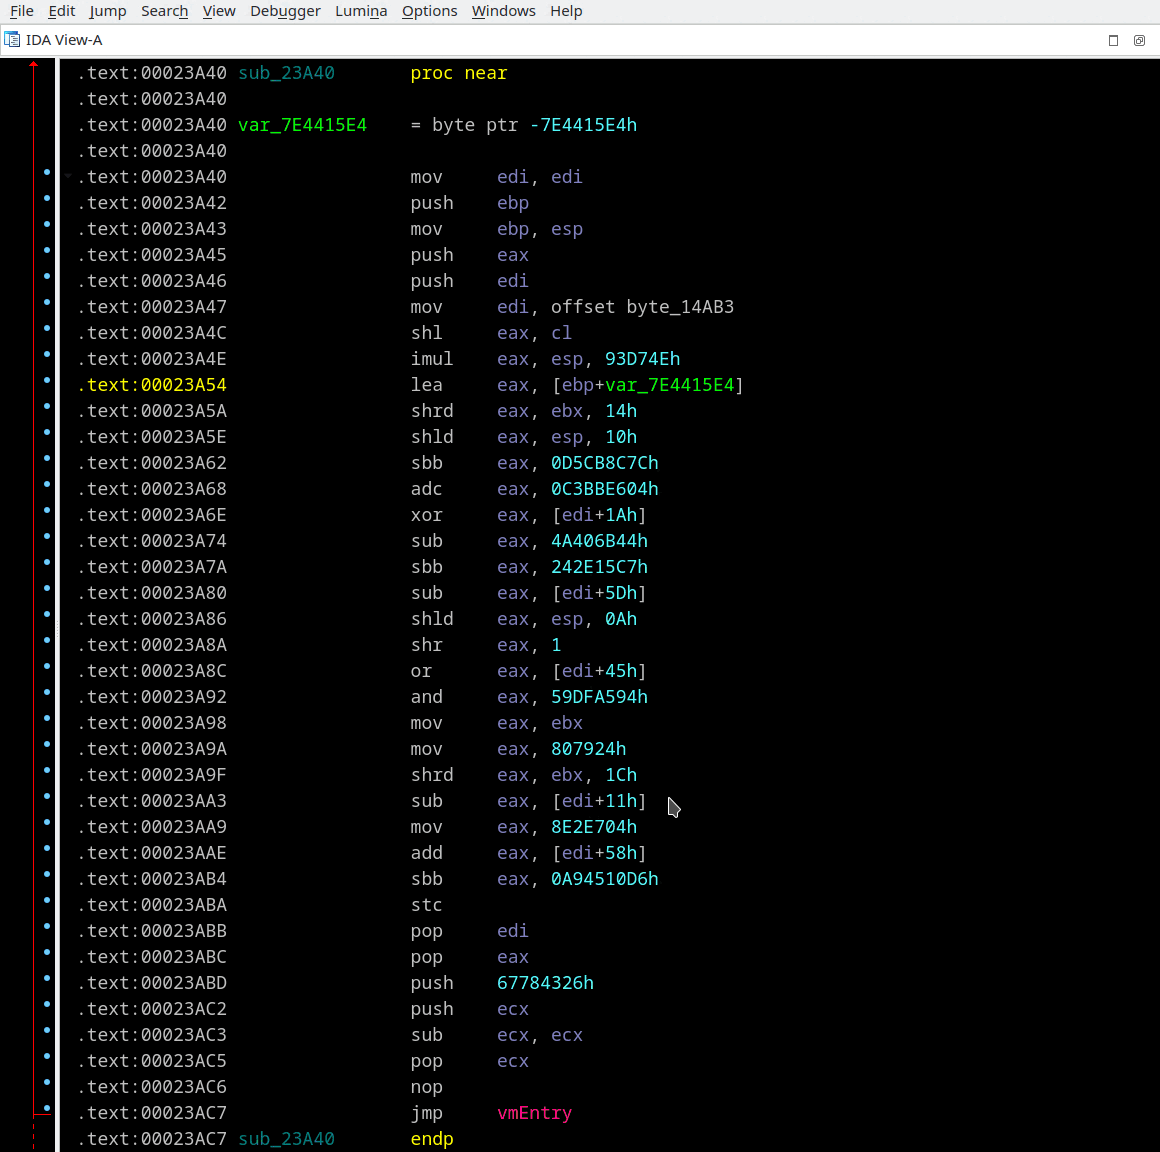 File Edit Jump Search View Debugger Lumina Options Windows Help
IDA View-A
.text:00023A40 sub_23A40 proc near
.text:00023A40
.text:00023A40 var_7E4415E4 = byte ptr -7E4415E4h
.text:00023A40
.text:00023A40 mov edi, edi
.text:00023A42 push ebp
.text:00023A43 mov ebp, esp
.text:00023A45 push eax
.text:00023A46 push edi
.text:00023A47 mov edi, offset byte_14AB3
.text:00023A4C shl eax, cl
.text:00023A4E imul eax, esp, 93D74Eh
.text:00023A54 lea eax, [ebp+var_7E4415E4]
.text:00023A5A shrd eax, ebx, 14h
.text:00023A5E shld eax, esp, 10h
.text:00023A62 sbb eax, 0D5CB8C7Ch
.text:00023A68 adc eax, 0C3BBE604h
.text:00023A6E xor eax, [edi+1Ah]
.text:00023A74 sub eax, 4A406B44h
.text:00023A7A sbb eax, 242E15C7h
.text:00023A80 sub eax, [edi+5Dh]
.text:00023A86 shld eax, esp, 0Ah
.text:00023A8A shr eax, 1
.text:00023A8C or eax, [edi+45h]
.text:00023A92 and eax, 59DFA594h
.text:00023A98 mov eax, ebx
.text:00023A9A mov eax, 807924h
.text:00023A9F shrd eax, ebx, 1Ch
.text:00023AA3 sub eax, [edi+11h]
.text:00023AA9 mov eax, 8E2E704h
.text:00023AAE add eax, [edi+58h]
.text:00023AB4 sbb eax, 0A94510D6h
.text:00023ABA stc
.text:00023ABB pop edi
.text:00023ABC pop eax
.text:00023ABD push 67784326h
.text:00023AC2 push ecx
.text:00023AC3 sub ecx, ecx
.text:00023AC5 pop ecx
.text:00023AC6 nop
.text:00023AC7 jmp vmEntry
.text:00023AC7 sub_23A40 endp